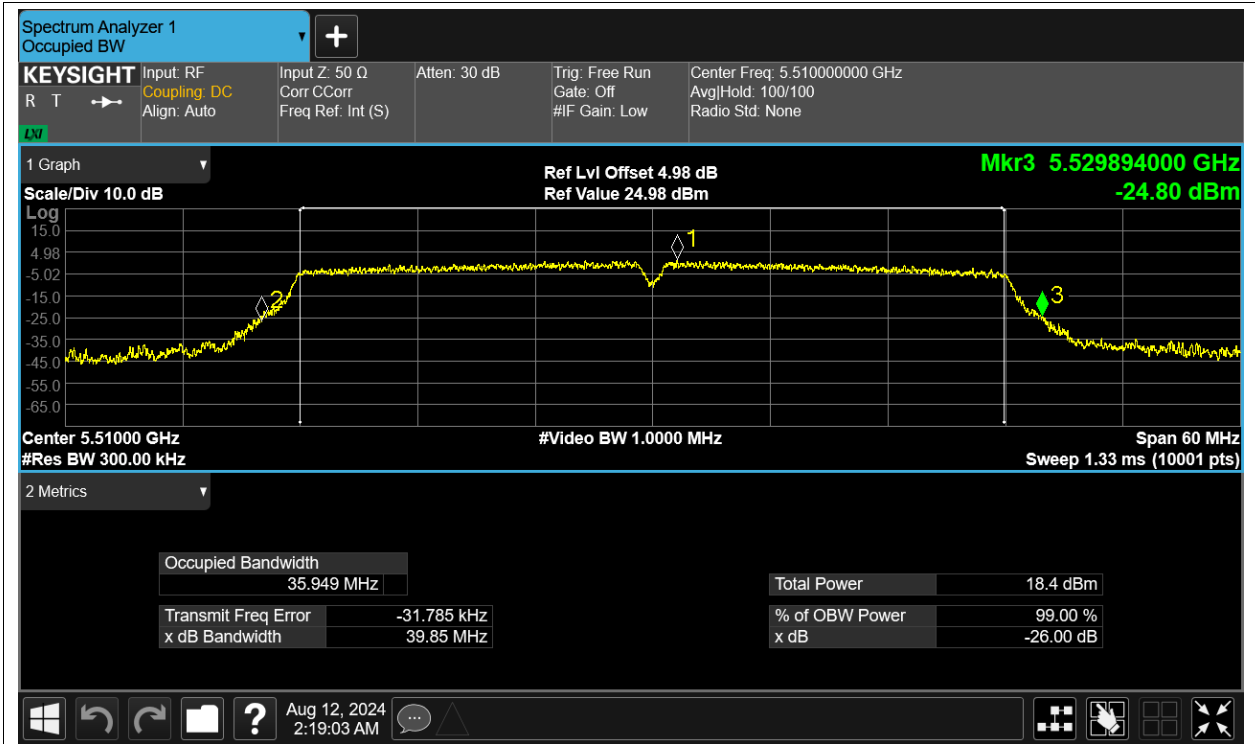 Spectrum Analyzer 1
Occupied BW
KEYSIGHT
R T
LXI
Input: RF
Coupling: DC
Align: Auto
Input Z: 50 Ω
Corr CCorr
Freq Ref: Int (S)
Atten: 30 dB
Trig: Free Run
Gate: Off
#IF Gain: Low
Center Freq: 5.510000000 GHz
Avg|Hold: 100/100
Radio Std: None
1 Graph
Scale/Div 10.0 dB
Ref Lvl Offset 4.98 dB
Ref Value 24.98 dBm
Mkr3 5.529894000 GHz
-24.80 dBm
Log
15.0
4.98
-5.02
-15.0
-25.0
-35.0
-45.0
-55.0
-65.0
1
2
3
Center 5.51000 GHz
#Res BW 300.00 kHz
#Video BW 1.0000 MHz
Span 60 MHz
Sweep 1.33 ms (10001 pts)
2 Metrics
Occupied Bandwidth
35.949 MHz
Transmit Freq Error -31.785 kHz
x dB Bandwidth 39.85 MHz
Total Power 18.4 dBm
% of OBW Power 99.00 %
x dB -26.00 dB
?
Aug 12, 2024
2:19:03 AM